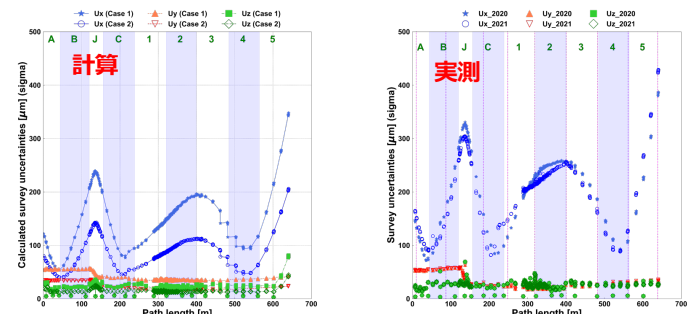 Ux (Case 1) Uy (Case 1) Uz (Case 1)
Ux (Case 2) Uy (Case 2) Uz (Case 2)
A B J C 1 2 3 4 5
計算
Calculated survey uncertainties [μm] (sigma)
500
400
300
200
100
0
0 100 200 300 400 500 600 700
Path length [m]
Ux_2020 Uy_2020 Uz_2020
Ux_2021 Uy_2021 Uz_2021
A B J C 1 2 3 4 5
実測
Survey uncertainties [μm] (sigma)
500
400
300
200
100
0
0 100 200 300 400 500 600 700
Path length [m]